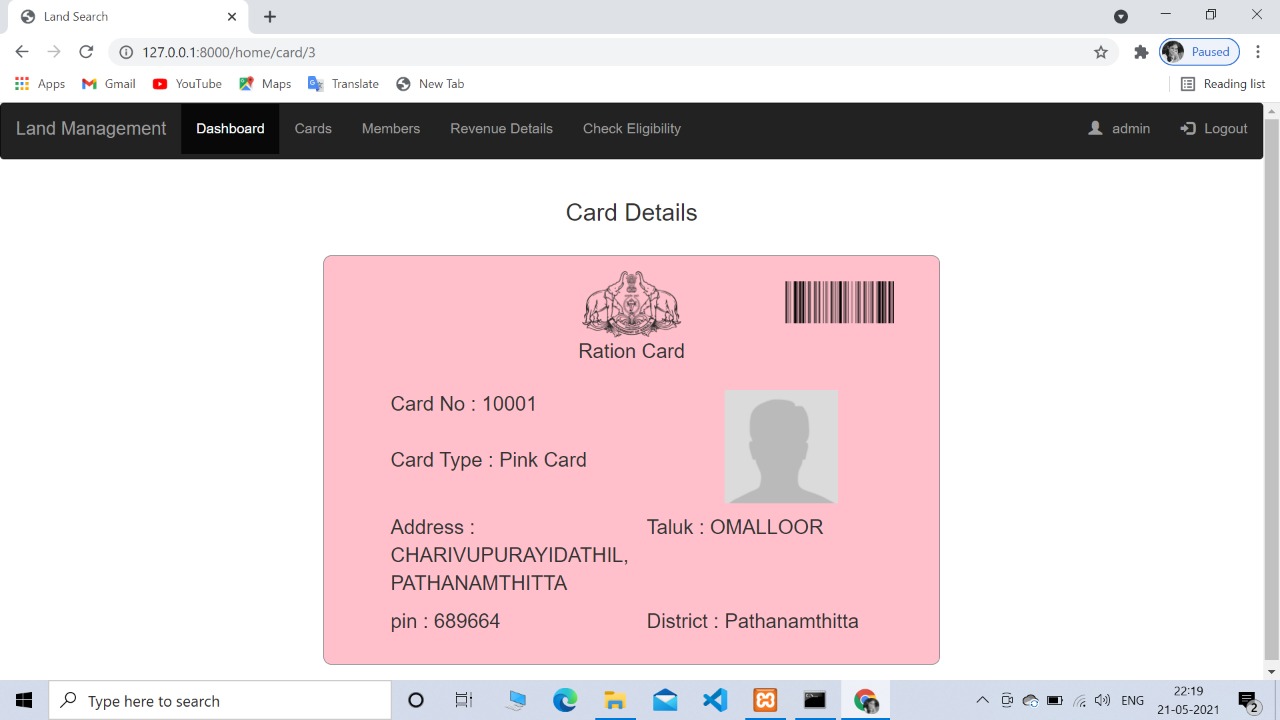 Land Search
127.0.0.1:8000/home/card/3
Paused
Apps Gmail YouTube Maps Translate New Tab Reading list
Land Management Dashboard Cards Members Revenue Details Check Eligibility admin Logout
Card Details
Ration Card
Card No : 10001
Card Type : Pink Card
Address : Taluk : OMALLOOR
CHARIVUPURAYIDATHIL,
PATHANAMTHITTA
pin : 689664 District : Pathanamthitta
Type here to search
ENG
22:19
21-05-2021
2